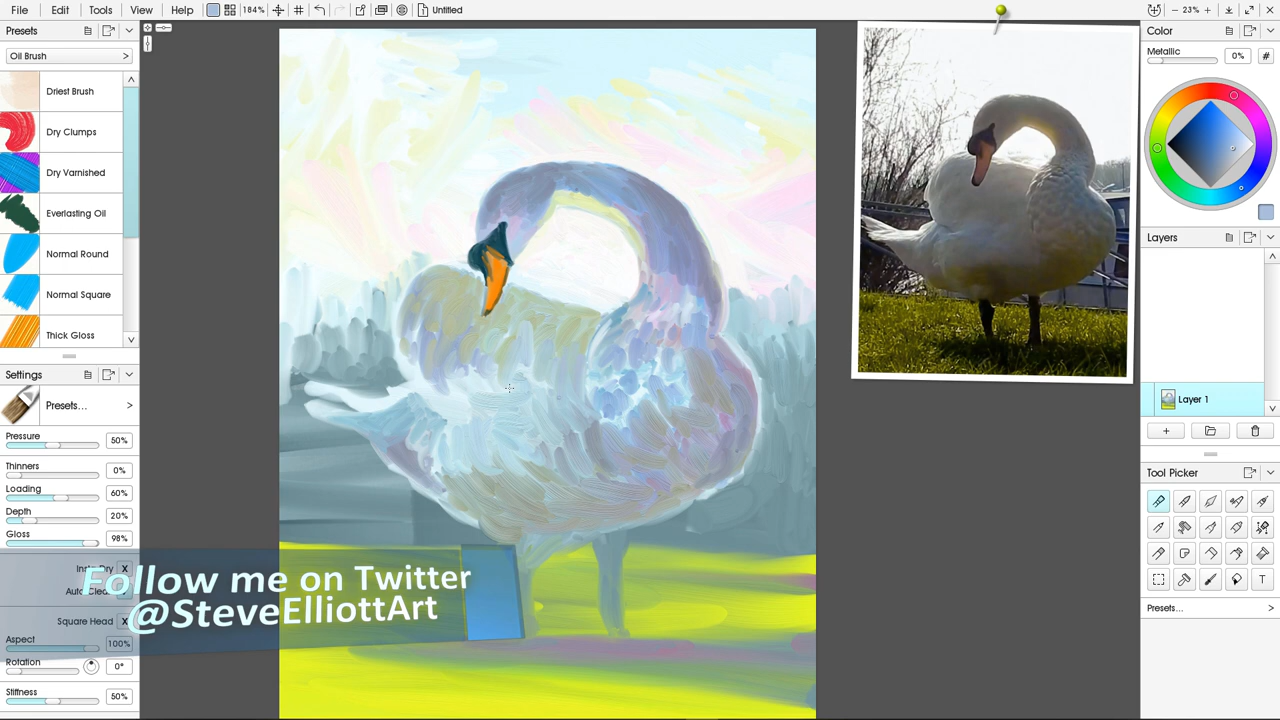 File Edit Tools View Help 184% Untitled 23%
Presets
Oil Brush >
Driest Brush
Dry Clumps
Dry Varnished
Everlasting Oil
Normal Round
Normal Square
Thick Gloss
Settings
Presets... >
Pressure 50%
Thinners 0%
Loading 60%
Depth 20%
Gloss 98%
Square Head X
Aspect 100%
Rotation 0°
Stiffness 50%
Follow me on Twitter
@SteveElliottArt
Color
Metallic 0% #
Layers
Layer 1
Tool Picker
T
Presets... >